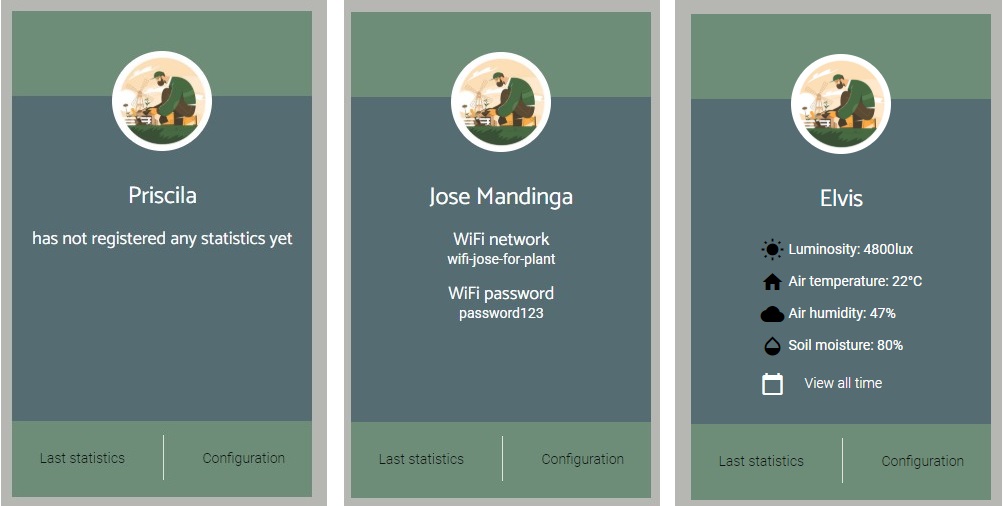 Priscila
has not registered any statistics yet
Last statistics
Configuration
Jose Mandinga
WiFi network
wifi-jose-for-plant
WiFi password
password123
Last statistics
Configuration
Elvis
Luminosity: 4800lux
Air temperature: 22°C
Air humidity: 47%
Soil moisture: 80%
View all time
Last statistics
Configuration